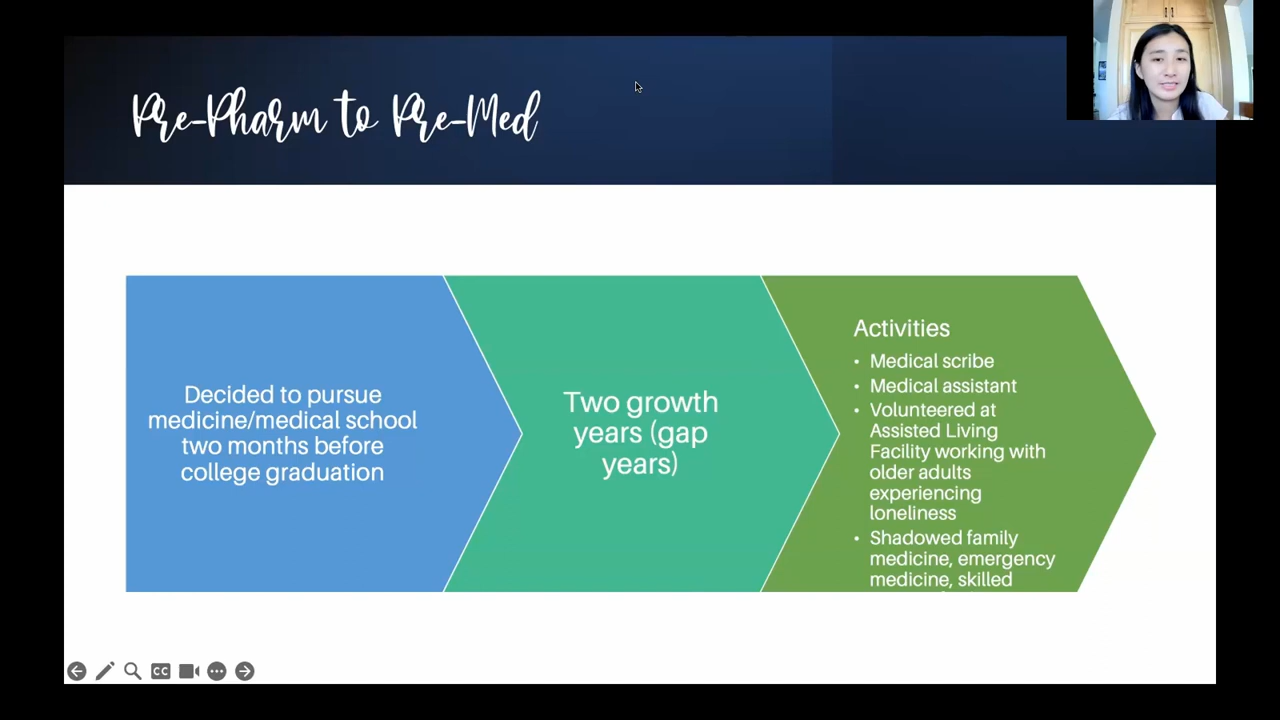 Pre-Pharm to Pre-Med
Decided to pursue
medicine/medical school
two months before
college graduation
Two growth
years (gap
years)
Activities
• Medical scribe
• Medical assistant
• Volunteered at
Assisted Living
Facility working with
older adults
experiencing
loneliness
• Shadowed family
medicine, emergency
medicine, skilled
CC